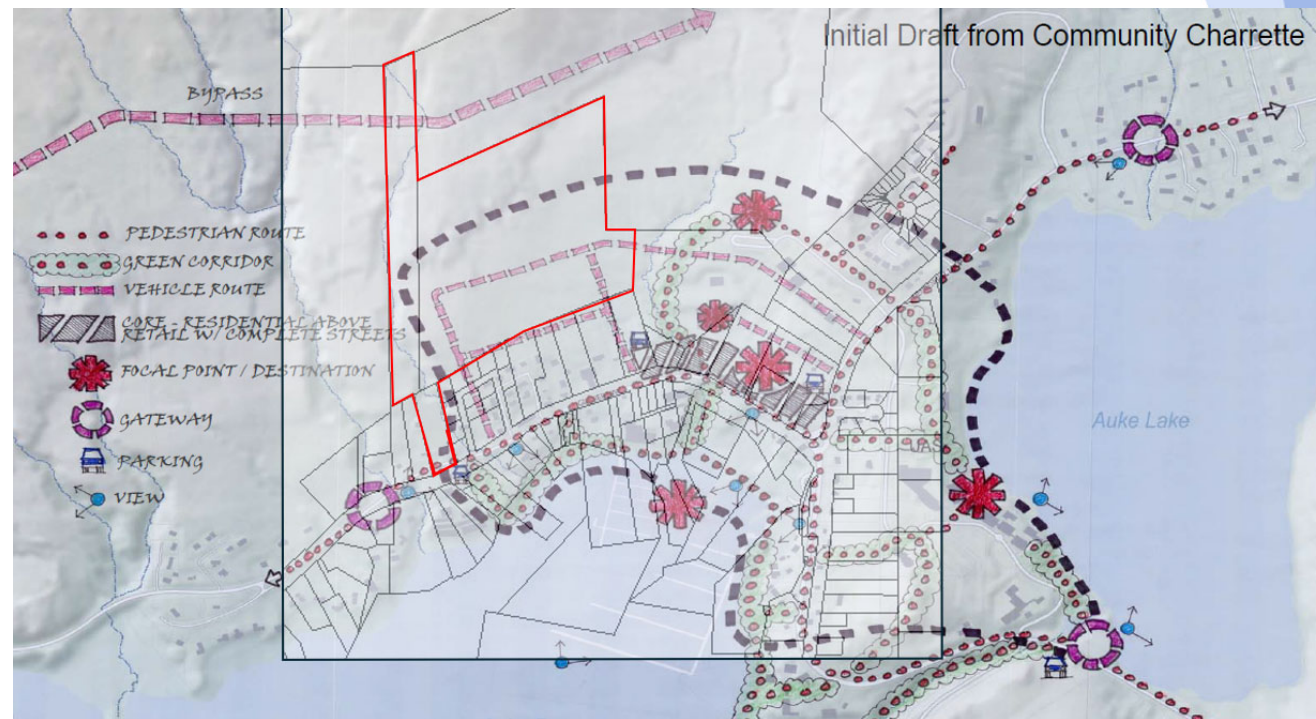 Initial Draft from Community Charrette
BYPASS
PEDESTRIAN ROUTE
GREEN CORRIDOR
VEHICLE ROUTE
CORE - RESIDENTIAL ABOVE
RETAIL W/ COMPLETE STREETS
FOCAL POINT / DESTINATION
GATEWAY
PARKING
VIEW
Auke Lake
UAS